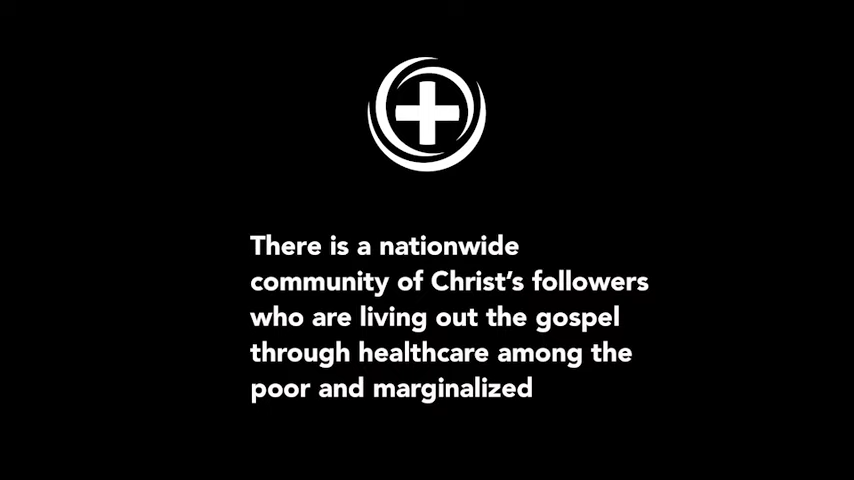 There is a nationwide
community of Christ’s followers
who are living out the gospel
through healthcare among the
poor and marginalized